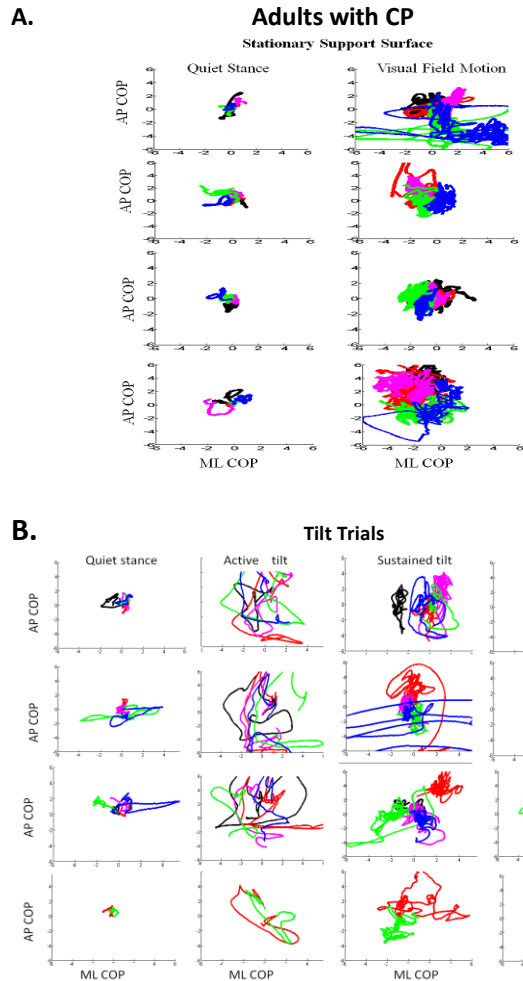 A. Adults with CP
Stationary Support Surface
Quiet Stance Visual Field Motion
AP COP
AP COP
AP COP
AP COP
ML COP ML COP
B. Tilt Trials
Quiet stance Active tilt Sustained tilt
AP COP
AP COP
AP COP
AP COP
ML COP ML COP ML COP